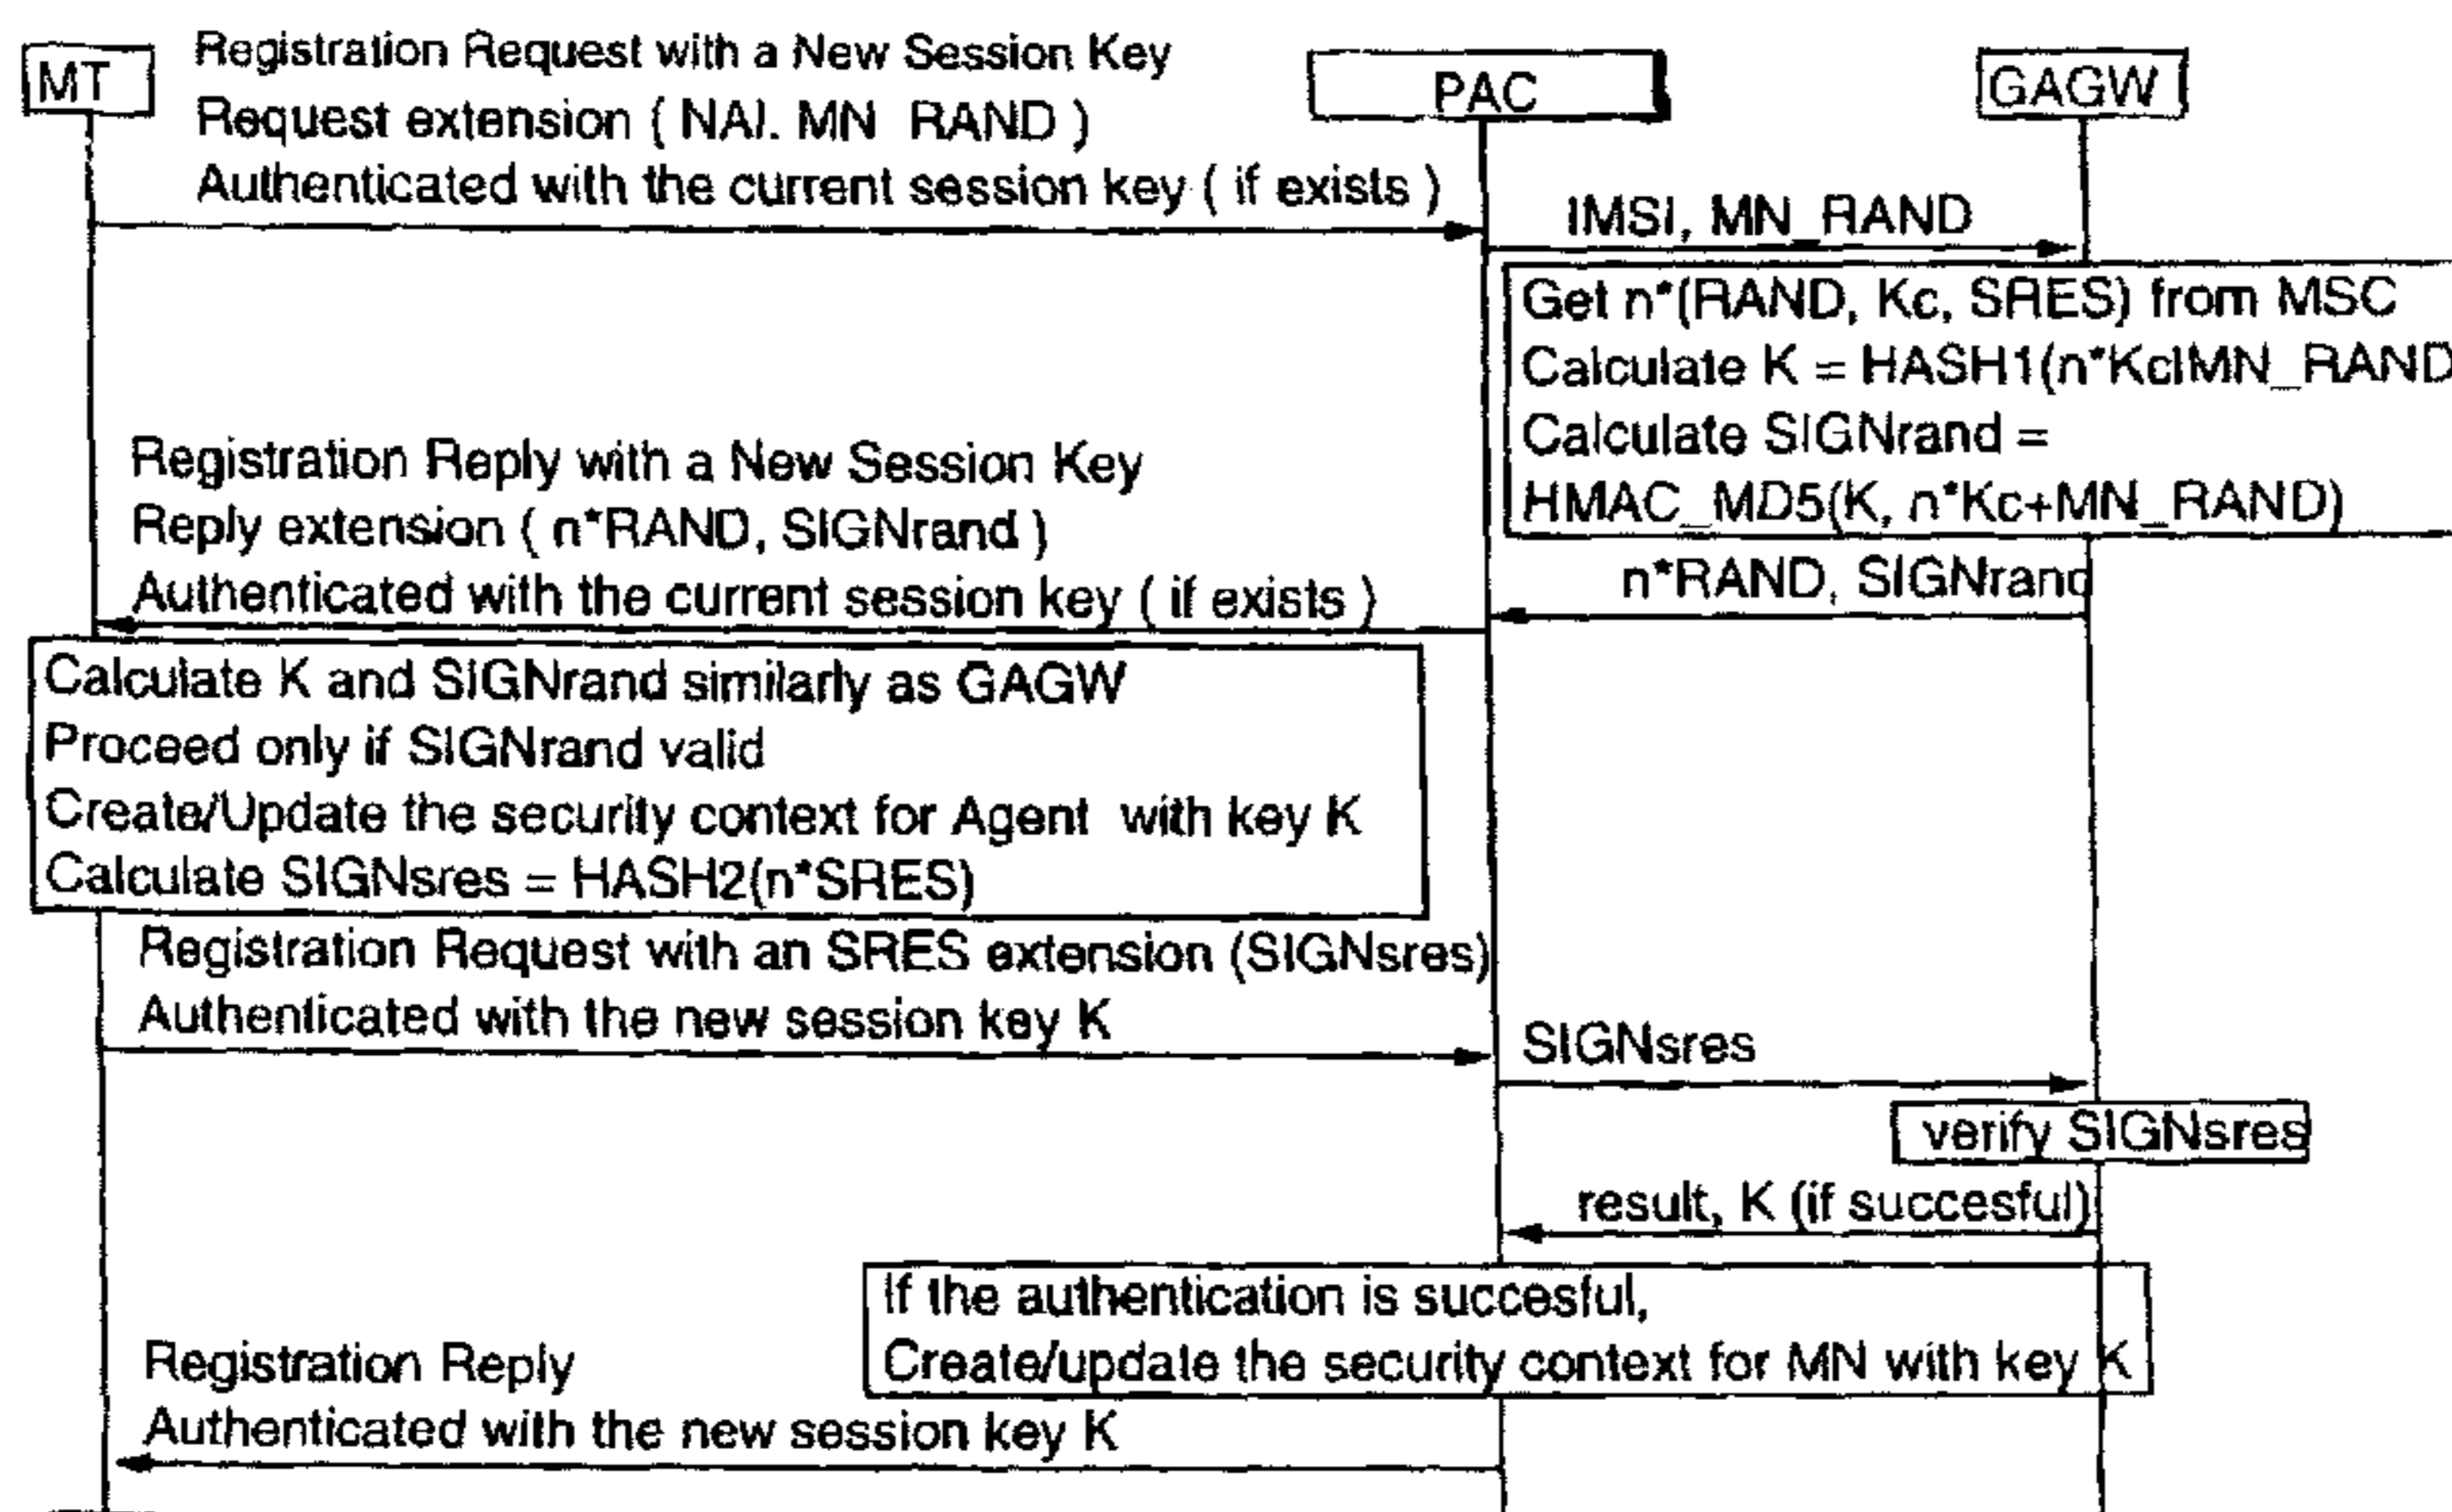 MT
Registration Request with a New Session Key
Request extension ( NAI. MN RAND )
Authenticated with the current session key ( if exists )
PAC
GAGW
IMSI, MN_RAND
Get n*(RAND, Kc, SRES) from MSC
Calculate K = HASH1(n*Kc|MN_RAND
Calculate SIGNrand =
HMAC_MD5(K, n*Kc+MN_RAND)
Registration Reply with a New Session Key
Reply extension ( n*RAND, SIGNrand )
Authenticated with the current session key ( if exists )
n*RAND, SIGNrand
Calculate K and SIGNrand similarly as GAGW
Proceed only if SIGNrand valid
Create/Update the security context for Agent with key K
Calculate SIGNsres = HASH2(n*SRES)
Registration Request with an SRES extension (SIGNsres)
Authenticated with the new session key K
SIGNsres
verify SIGNsres
result, K (if succesful)
If the authentication is succesful,
Create/update the security context for MN with key K
Registration Reply
Authenticated with the new session key K